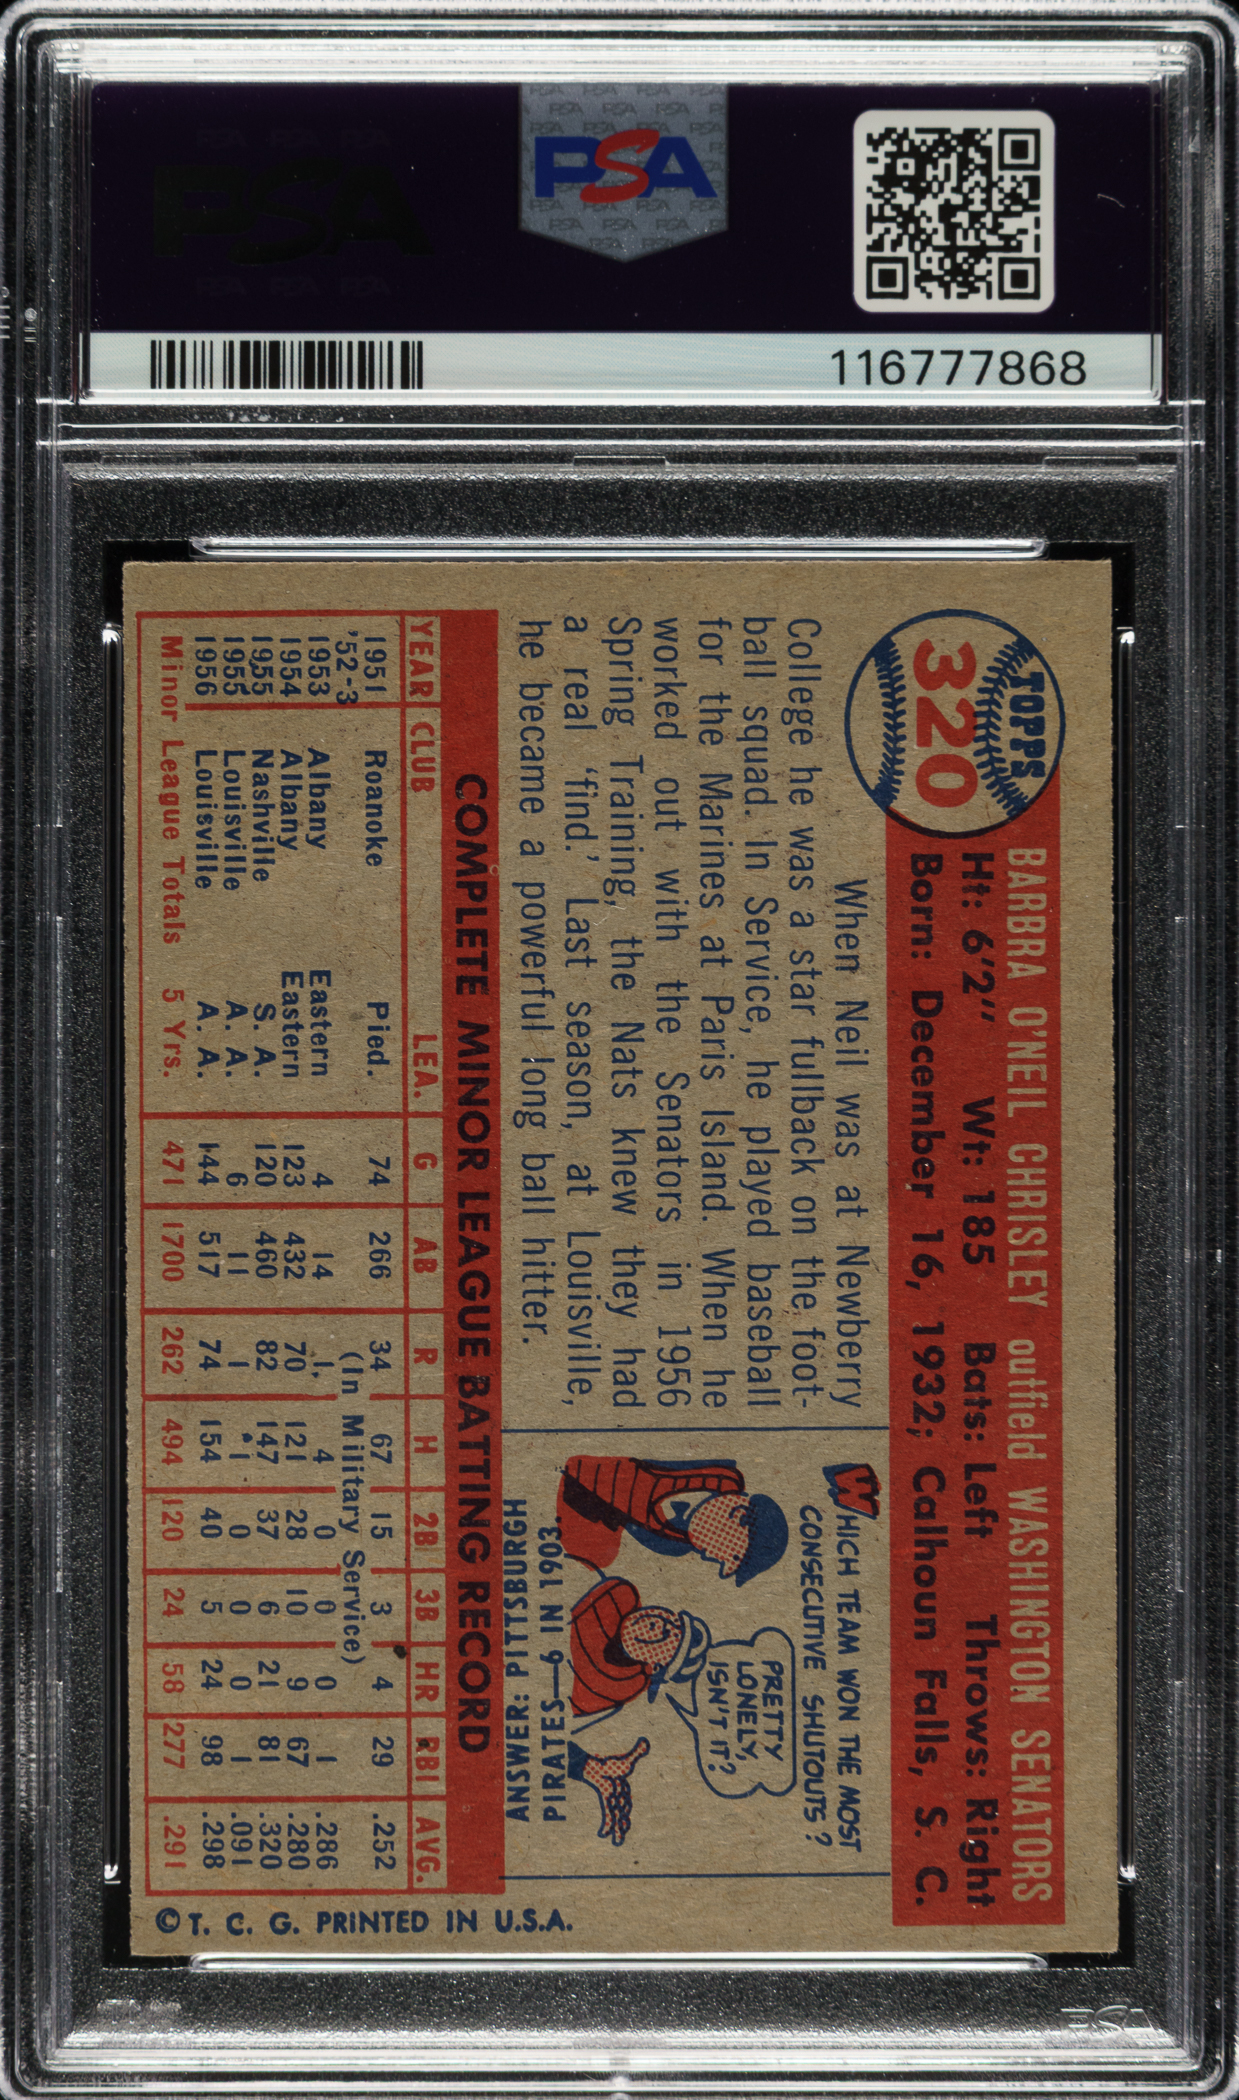 PSA
116777868
TOPPS
320
BARBRA O'NEIL CHRISLEY outfield WASHINGTON SENATORS
Ht: 6'2" Wt: 185 Bats: Left Throws: Right
Born: December 16, 1932; Calhoun Falls, S. C.
When Neil was at Newberry
College he was a star fullback on the foot-
ball squad. In Service, he played baseball
for the Marines at Paris Island. When he
worked out with the Senators in 1956
Spring Training, the Nats knew they had
a real 'find.' Last season, at Louisville,
he became a powerful long ball hitter.
WHICH TEAM WON THE MOST
CONSECUTIVE SHUTOUTS?
PRETTY
LONELY,
ISN'T IT?
ANSWER: PITTSBURGH
PIRATES—6 IN 1903.
COMPLETE MINOR LEAGUE BATTING RECORD
YEAR CLUB LEA. G AB R H 2B 3B HR RBI AVG.
1951 Roanoke Pied. 74 266 34 67 15 3 4 29 .252
'52-3 (In Military Service)
1953 Albany Eastern 4 14 1 4 0 0 0 1 .286
1954 Albany Eastern 123 432 70 121 28 10 9 67 .280
1955 Nashville S. A. 120 460 82 147 37 6 21 81 .320
1955 Louisville A. A. 6 11 1 1 0 0 0 1 .091
1956 Louisville A. A. 144 517 74 154 40 5 24 98 .298
Minor League Totals 5 Yrs. 471 1700 262 494 120 24 58 277 .291
© T. C. G. PRINTED IN U.S.A.
PSA